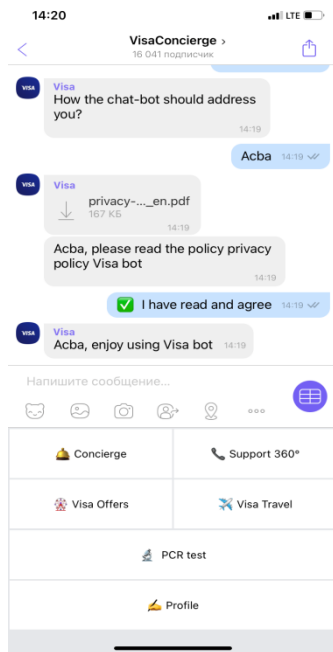 14:20
LTE
VisaConcierge >
16 041 подписчик
VISA
Visa
How the chat-bot should address
you?
14:19
Acba 14:19
VISA
Visa
privacy-..._en.pdf
167 КБ
14:19
Acba, please read the policy privacy
policy Visa bot
14:19
I have read and agree 14:19
VISA
Visa
Acba, enjoy using Visa bot 14:19
Напишите сообщение...
Concierge
Support 360°
Visa Offers
Visa Travel
PCR test
Profile